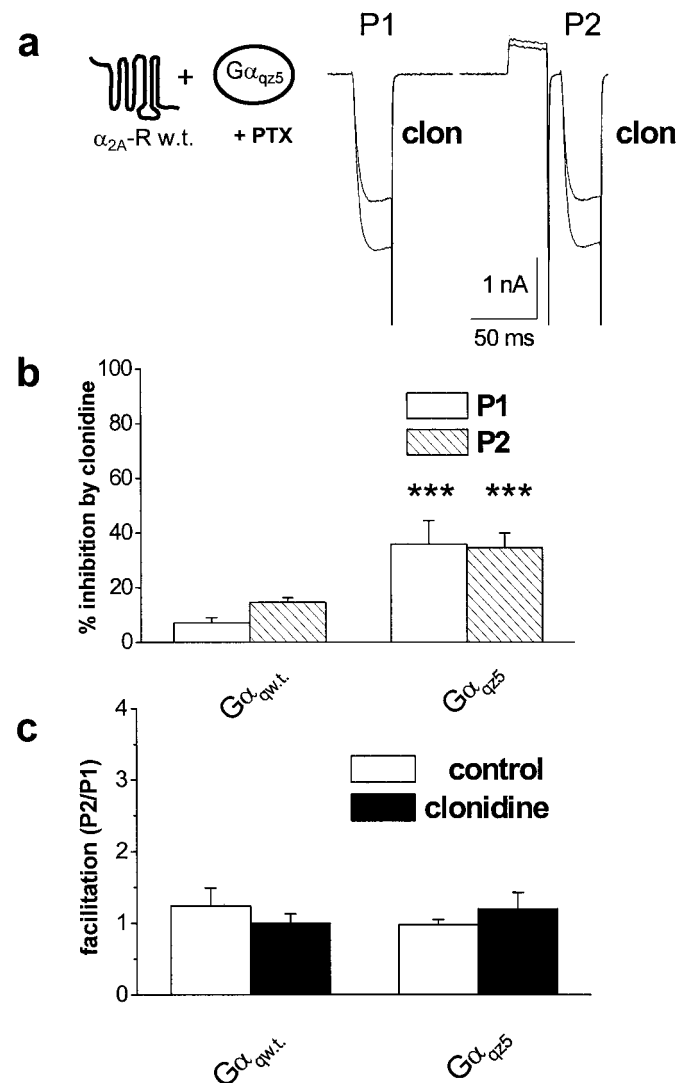 a
P1
P2
+
Gαqz5
α2A-R w.t.
+ PTX
clon
clon
1 nA
50 ms
b
% inhibition by clonidine
100
80
60
40
20
0
P1
P2
*** ***
Gαqw.t.
Gαqz5
c
facilitation (P2/P1)
4
3
2
1
0
control
clonidine
Gαqw.t.
Gαqz5